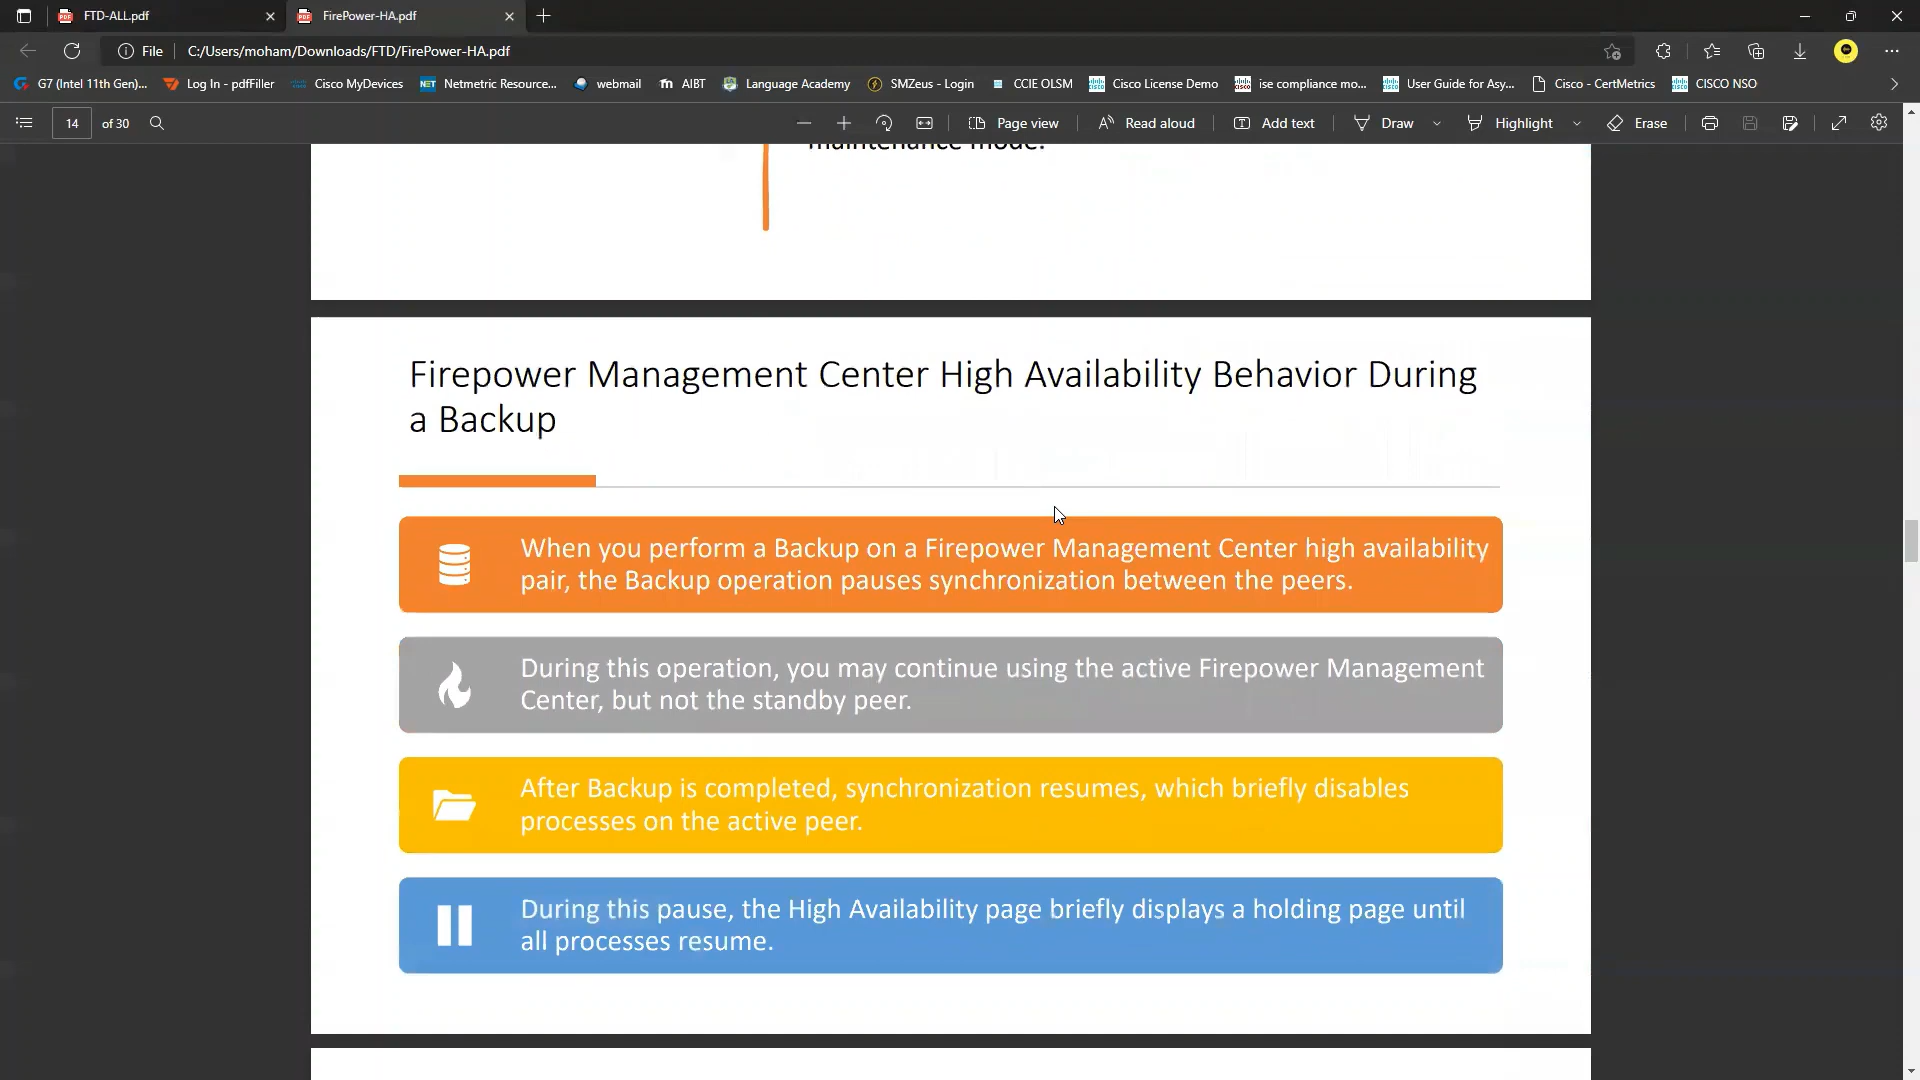 FTD-ALL.pdf
FirePower-HA.pdf
File
C:/Users/moham/Downloads/FTD/FirePower-HA.pdf
G7 (Intel 11th Gen)...
Log In - pdfFiller
Cisco MyDevices
NET
Netmetric Resource...
webmail
AIBT
Language Academy
SMZeus - Login
CCIE OLSM
Cisco License Demo
ise compliance mo...
User Guide for Asy...
Cisco - CertMetrics
CISCO NSO
14 of 30
Page view
Read aloud
Add text
Draw
Highlight
Erase
maintenance mode.
Firepower Management Center High Availability Behavior During
a Backup
When you perform a Backup on a Firepower Management Center high availability
pair, the Backup operation pauses synchronization between the peers.
During this operation, you may continue using the active Firepower Management
Center, but not the standby peer.
After Backup is completed, synchronization resumes, which briefly disables
processes on the active peer.
During this pause, the High Availability page briefly displays a holding page until
all processes resume.